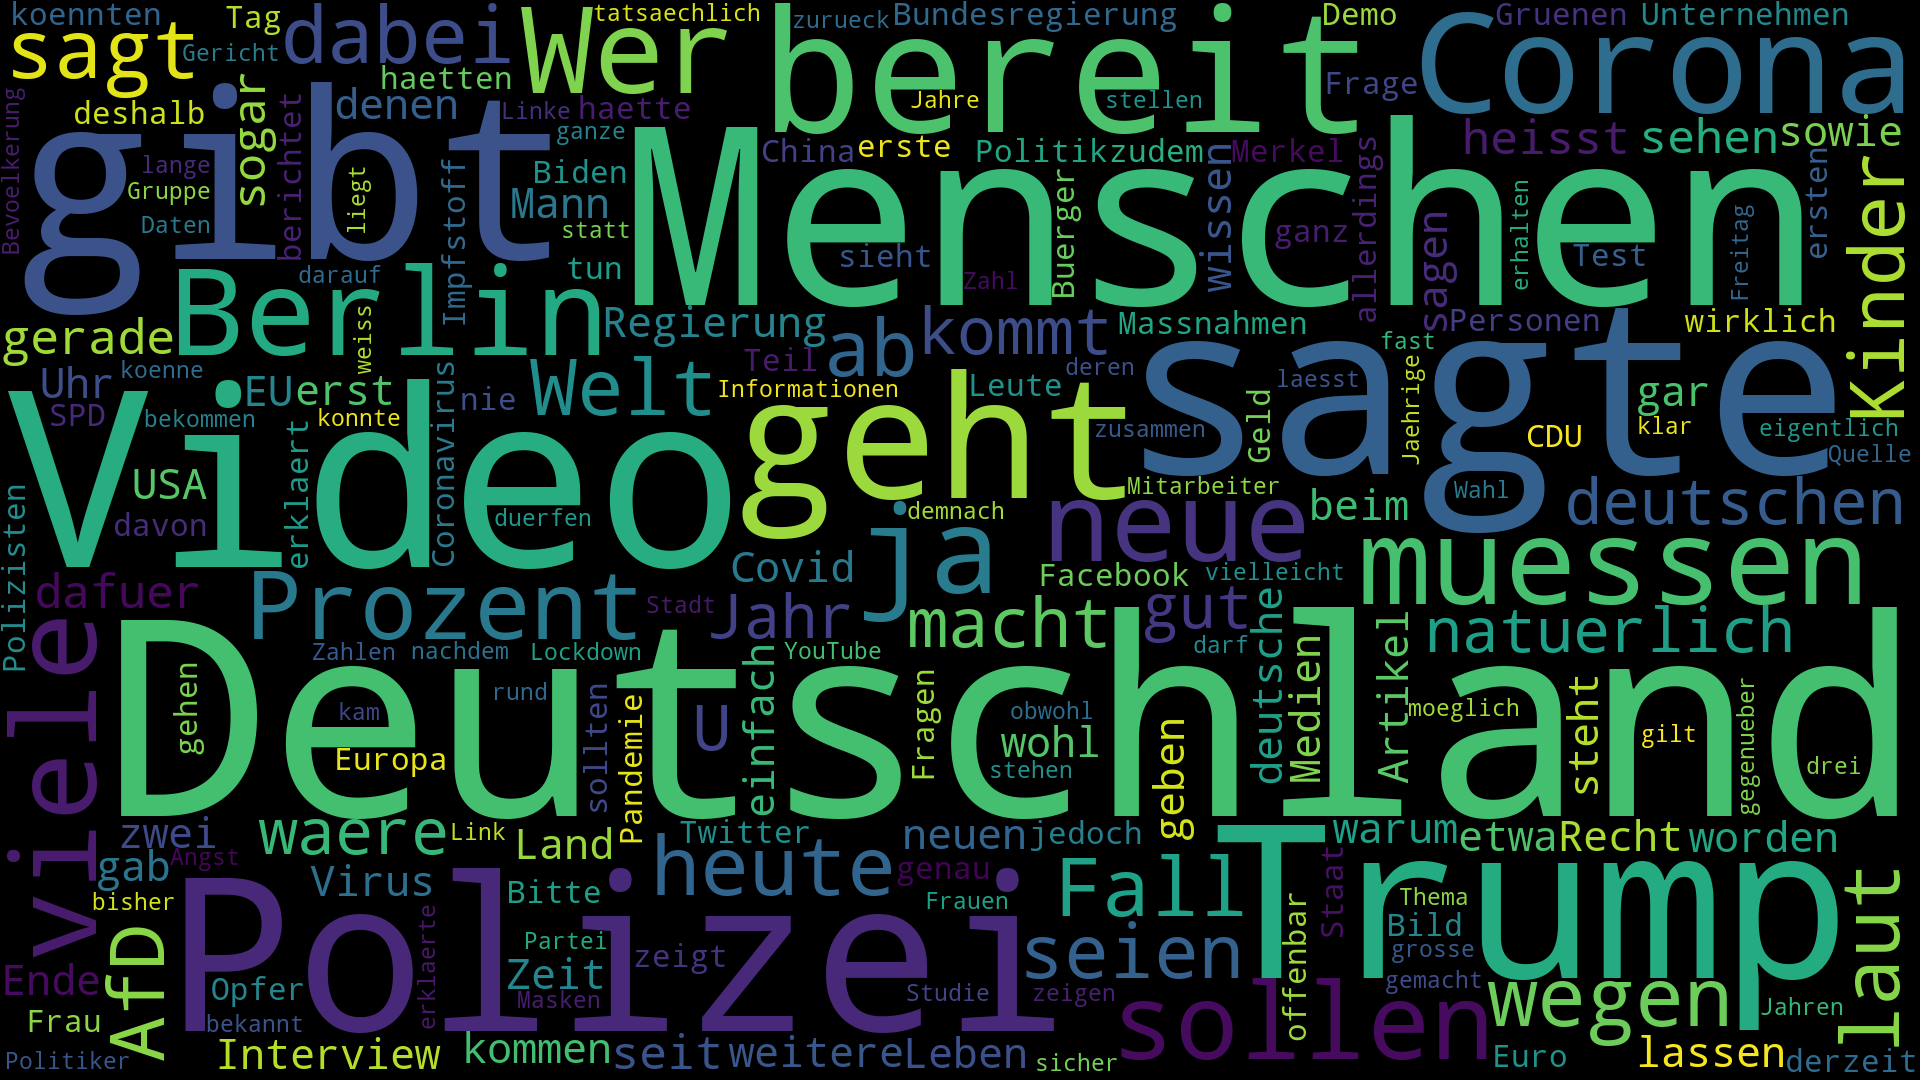 koennten
Tag
dabei
Wer
tatsaechlich
zurueck
Bundesregierung
Demo
Gruenen
Unternehmen
sagt
Gericht
bereit
Corona
haetten
Frage
deshalb
sogar
denen
Linke
haette
Jahre
stellen
Bevoelkerung
gibt
berichtet
ganze
Menschen
China
erste
Politikzudem
Merkel
heisst
sehen
sowie
lange
Gruppe
Daten
liegt
Impfstoff
Biden
Mann
statt
Buerger
Wissen
ganz
allerdings
sagen
erhalten
Test
Freitag
ersten
Kinder
sieht
darauf
tun
Zahl
Berlin
gerade
weiss
Regierung
ab
kommt
Massnahmen
Personen
wirklich
sagte
fast
Uhr
koenne
EU
erst
nie
Welt
Teil
Informationen
Leute
deren
laesst
Jaehrige
gar
SPD
bekommen
konnte
Coronavirus
geht
zusammen
Geld
CDU
klar
eigentlich
Quelle
Video
USA
davon
erklaert
duerfen
demnach
Mitarbeiter
Wahl
beim
deutschen
Polizisten
ja
neue
muessen
dafuer
Prozent
Covid
Facebook
vielleicht
Stadt
Jahr
macht
gut
deutsche
natuerlich
viele
Zahlen
nachdem
Lockdown
YouTube
darf
Medien
Artikel
Deutschland
gehen
kam
rund
sollten
Pandemie
U
einfach
Fragen
obwohl
wohl
stehen
geben
steht
moeglich
gilt
gegenueber
drei
Europa
zwei
waere
Link
Land
Twitter
neuen
jedoch
warum
etwa
Recht
worden
gab
Angst
Virus
Bitte
heute
genau
Frauen
Fall
Trump
Staat
Thema
laut
bisher
Polizei
erklaerte
Partei
zeigt
seien
offenbar
Bild
grosse
Ende
AfD
Opfer
Zeit
Masken
Studie
zeigen
gemacht
wegen
Jahren
Frau
bekannt
sollen
Politiker
Interview
kommen
seit
weitere
Leben
sicher
Euro
lassen
derzeit